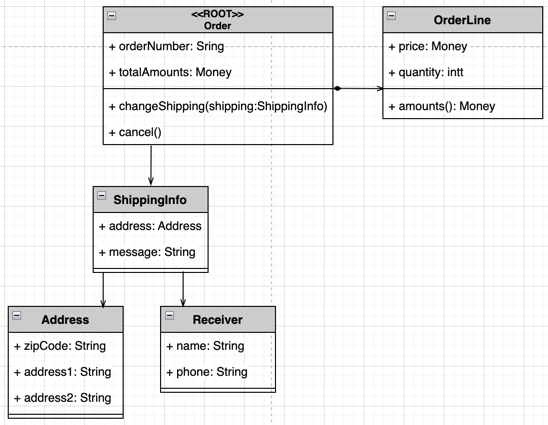 <<ROOT>>
Order
+ orderNumber: Sring
+ totalAmounts: Money
+ changeShipping(shipping:ShippingInfo)
+ cancel()
OrderLine
+ price: Money
+ quantity: intt
+ amounts(): Money
ShippingInfo
+ address: Address
+ message: String
Address
+ zipCode: String
+ address1: String
+ address2: String
Receiver
+ name: String
+ phone: String